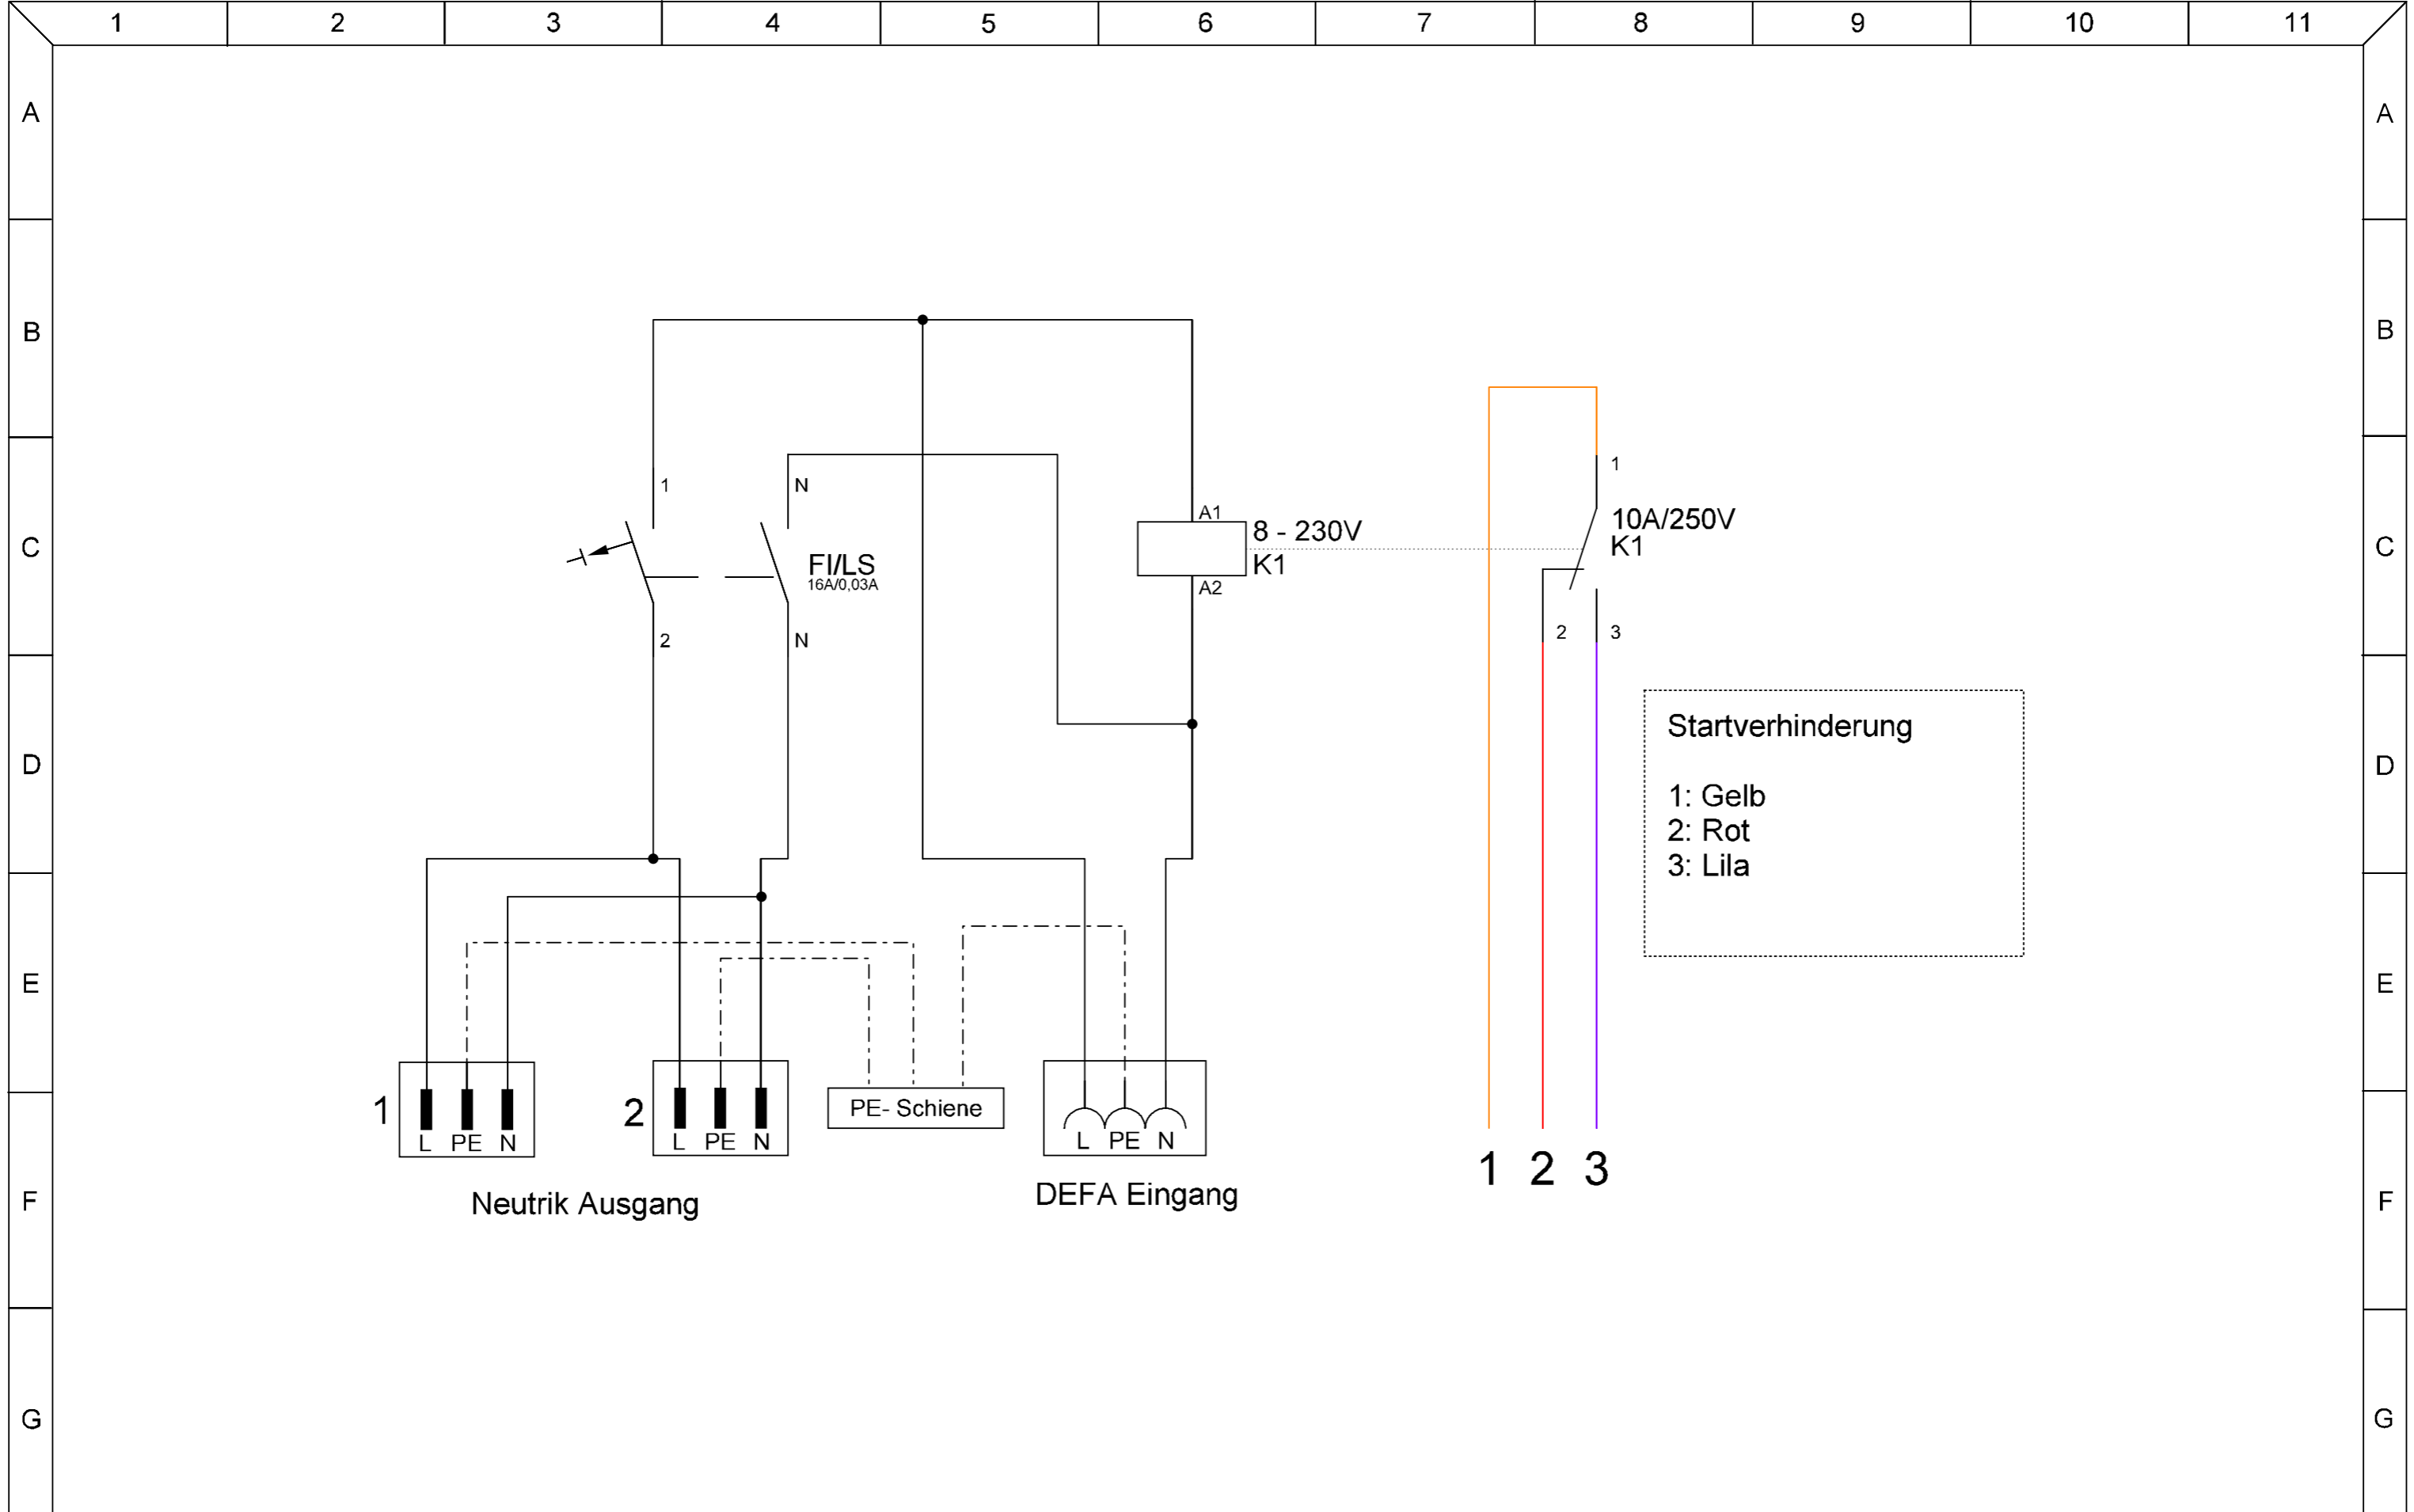 1 2 3 4 5 6 7 8 9 10 11
A A
B B
1
C N N C
1
A1
8 - 230V
10A/250V
K1
FI/LS
16A/0,03A
K1
A2
2 N
2 3
Startverhinderung
D D
1: Gelb
2: Rot
3: Lila
E E
1 L PE N
2 L PE N
PE- Schiene
L PE N
1 2 3
Neutrik Ausgang
DEFA Eingang
F F
G G